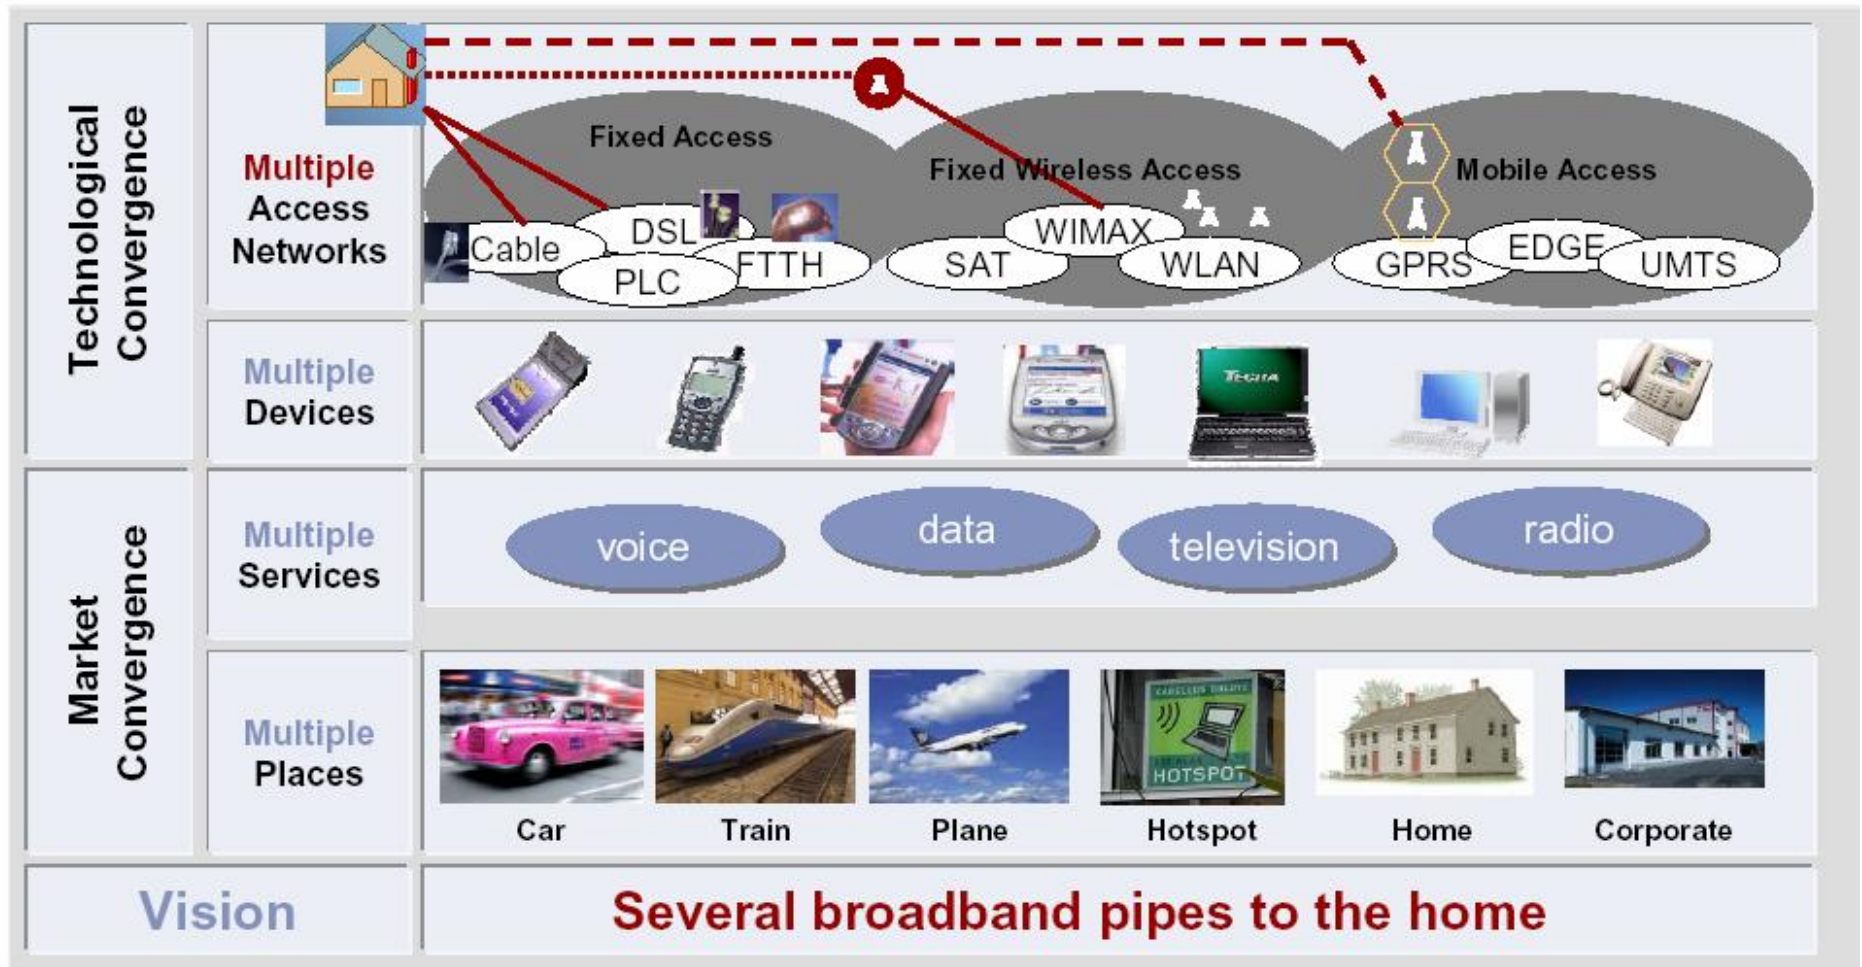 Technological
Convergence
Multiple
Access
Networks
Fixed Access
Fixed Wireless Access
Mobile Access
Cable
DSL
PLC
FTTH
SAT
WIMAX
WLAN
GPRS
EDGE
UMTS
Multiple
Devices
TECRA
Market
Convergence
Multiple
Services
voice
data
television
radio
Multiple
Places
HOTSPOT
Car
Train
Plane
Hotspot
Home
Corporate
Vision
Several broadband pipes to the home